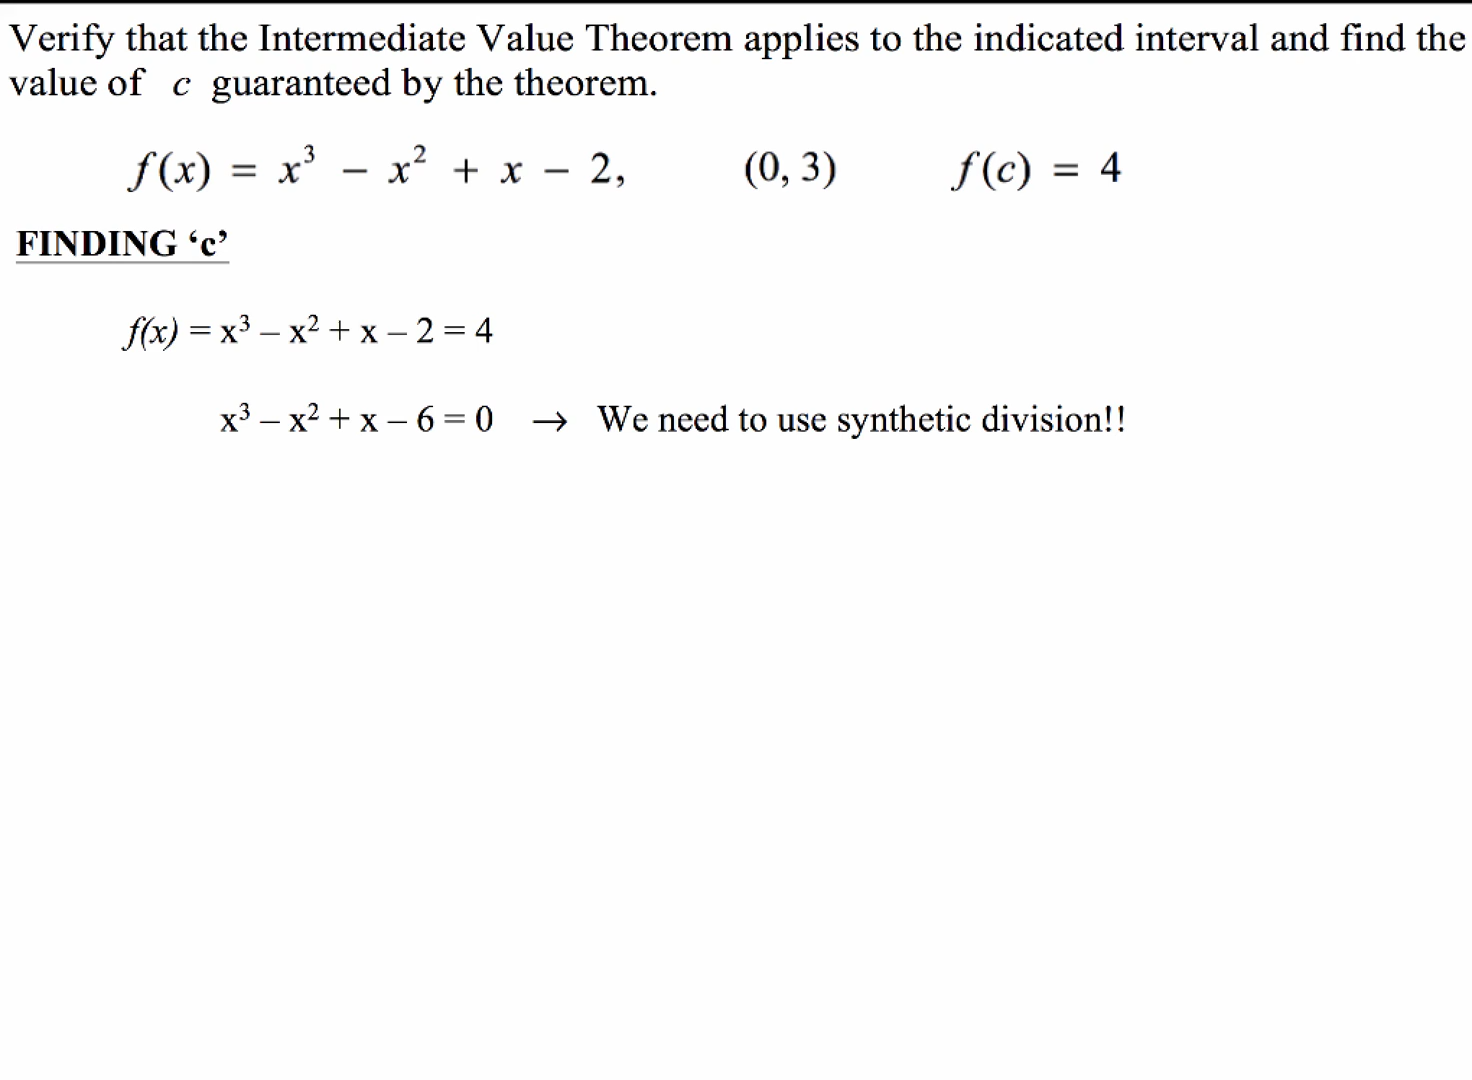 Verify that the Intermediate Value Theorem applies to the indicated interval and find the
value of c guaranteed by the theorem.
f(x) = x³ − x² + x − 2, (0, 3) f(c) = 4
FINDING ‘c’
f(x) = x³ – x² + x – 2 = 4
x³ – x² + x – 6 = 0 → We need to use synthetic division!!